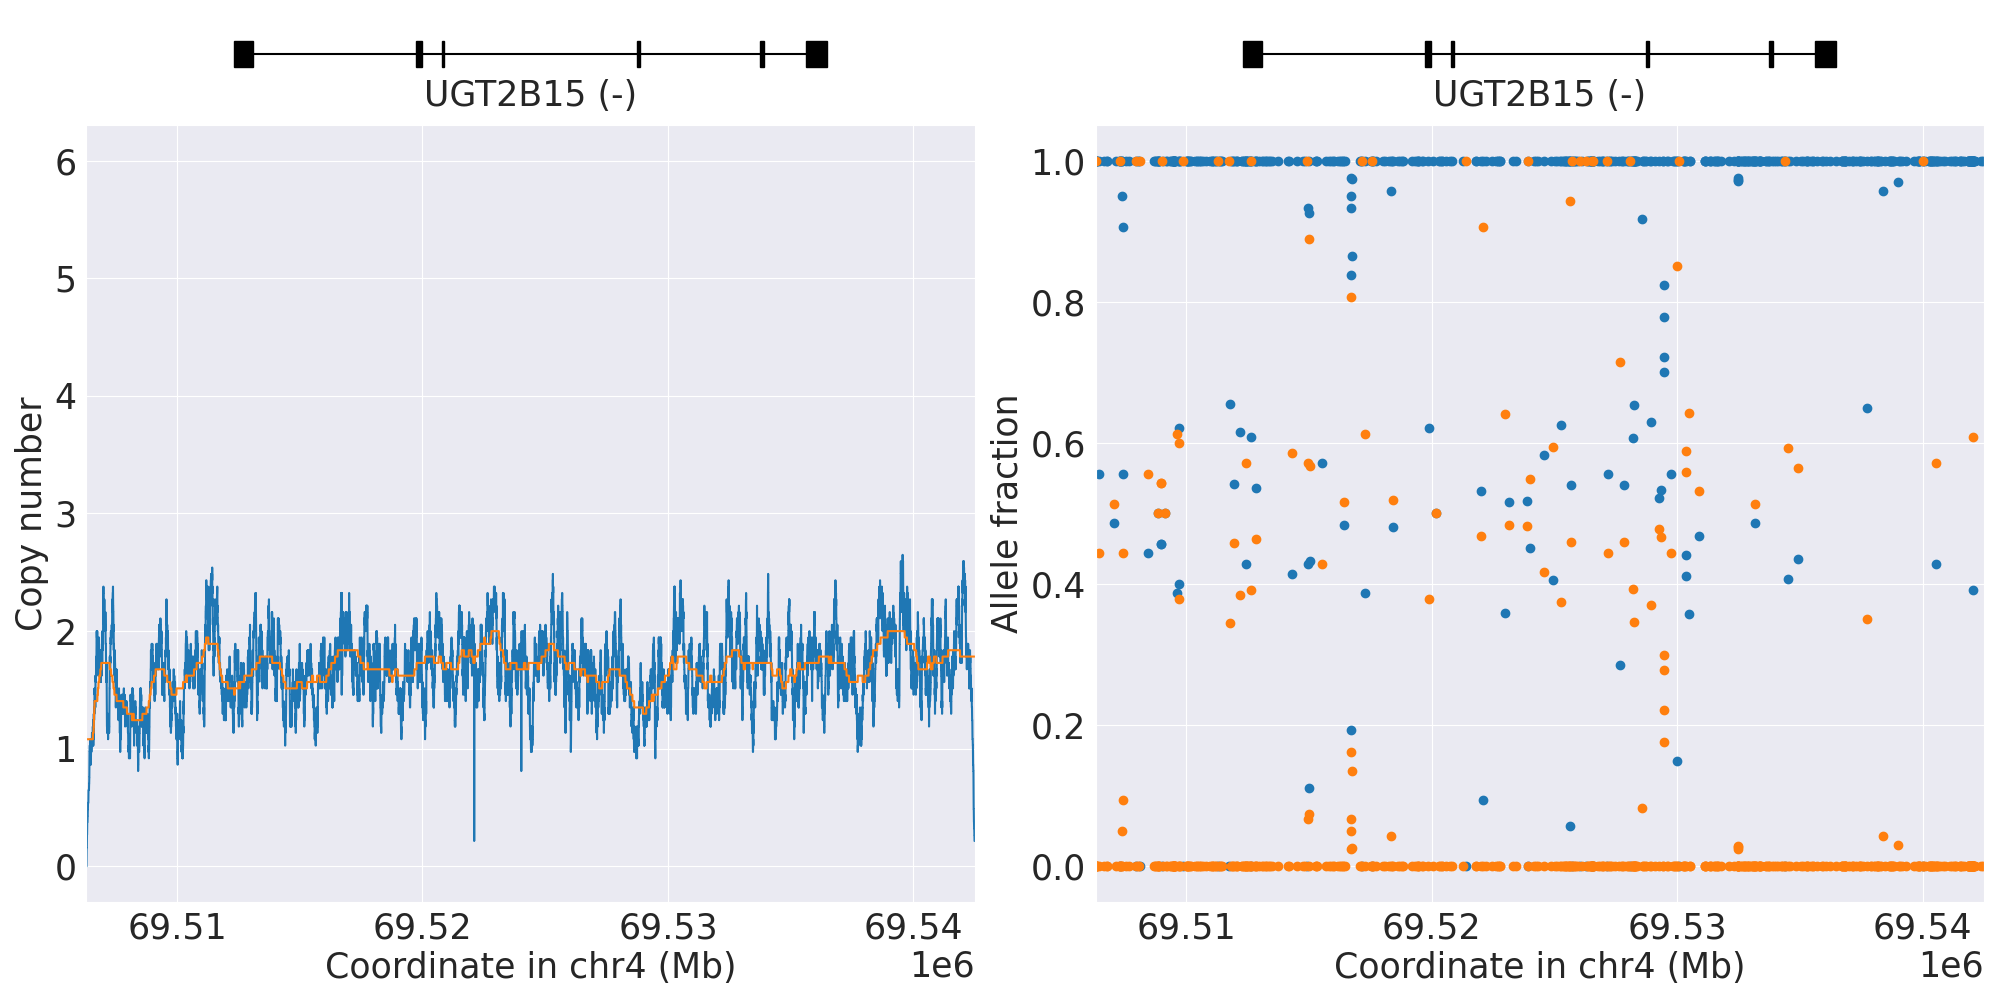 UGT2B15 (-)
6
5
4
3
2
1
0
Copy number
69.51 69.52 69.53 69.54
Coordinate in chr4 (Mb)
1e6
UGT2B15 (-)
1.0
0.8
0.6
0.4
0.2
0.0
Allele fraction
69.51 69.52 69.53 69.54
Coordinate in chr4 (Mb)
1e6